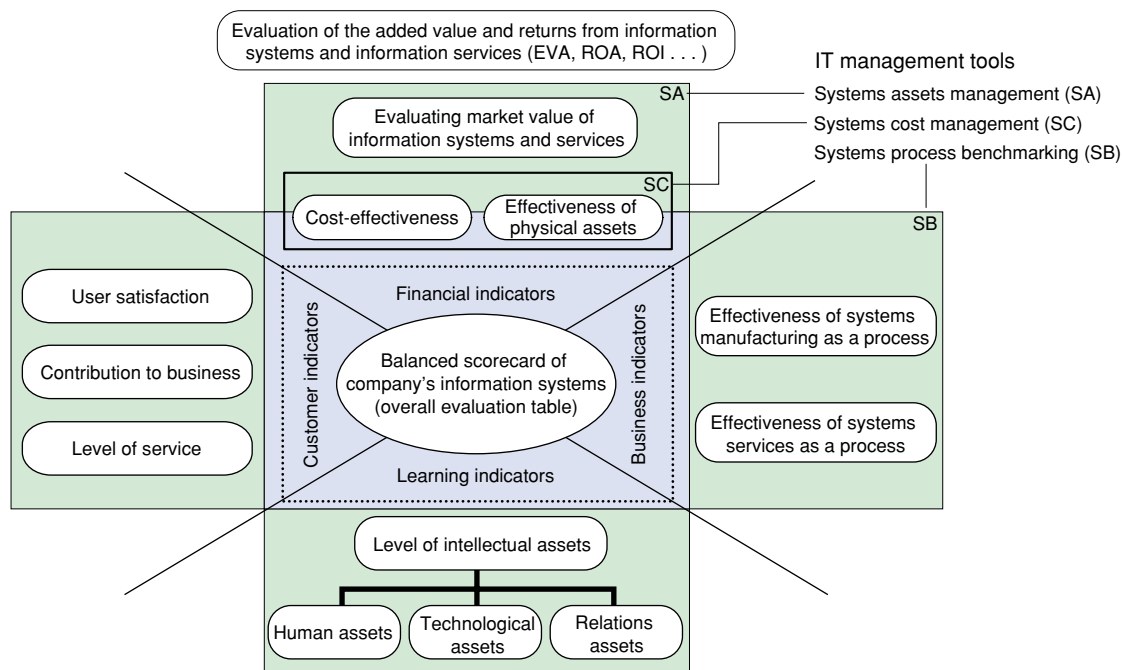 Evaluation of the added value and returns from information
systems and information services (EVA, ROA, ROI . . . )
IT management tools
SA
Systems assets management (SA)
Evaluating market value of
information systems and services
Systems cost management (SC)
Systems process benchmarking (SB)
SC
Cost-effectiveness
Effectiveness of
physical assets
SB
User satisfaction
Contribution to business
Level of service
Financial indicators
Customer indicators
Balanced scorecard of
company's information systems
(overall evaluation table)
Business indicators
Learning indicators
Effectiveness of systems
manufacturing as a process
Effectiveness of systems
services as a process
Level of intellectual assets
Human assets
Technological
assets
Relations
assets